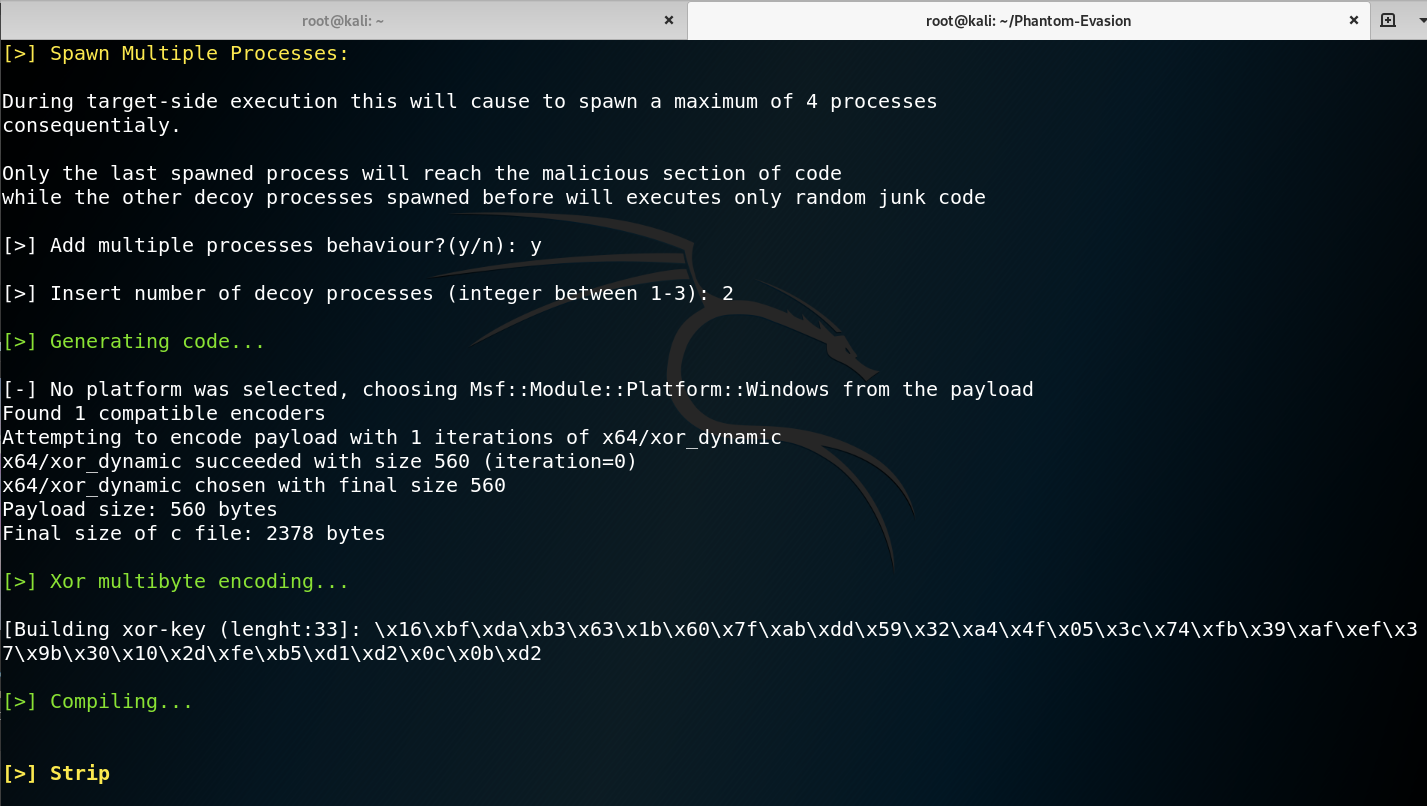 root@kali: ~
root@kali: ~/Phantom-Evasion
[>] Spawn Multiple Processes:
During target-side execution this will cause to spawn a maximum of 4 processes
consequentialy.
Only the last spawned process will reach the malicious section of code
while the other decoy processes spawned before will executes only random junk code
[>] Add multiple processes behaviour?(y/n): y
[>] Insert number of decoy processes (integer between 1-3): 2
[>] Generating code...
[-] No platform was selected, choosing Msf::Module::Platform::Windows from the payload
Found 1 compatible encoders
Attempting to encode payload with 1 iterations of x64/xor_dynamic
x64/xor_dynamic succeeded with size 560 (iteration=0)
x64/xor_dynamic chosen with final size 560
Payload size: 560 bytes
Final size of c file: 2378 bytes
[>] Xor multibyte encoding...
[Building xor-key (lenght:33]: \x16\xbf\xda\xb3\x63\x1b\x60\x7f\xab\xdd\x59\x32\xa4\x4f\x05\x3c\x74\xfb\x39\xaf\xef\x3
7\x9b\x30\x10\x2d\xfe\xb5\xd1\xd2\x0c\x0b\xd2
[>] Compiling...
[>] Strip